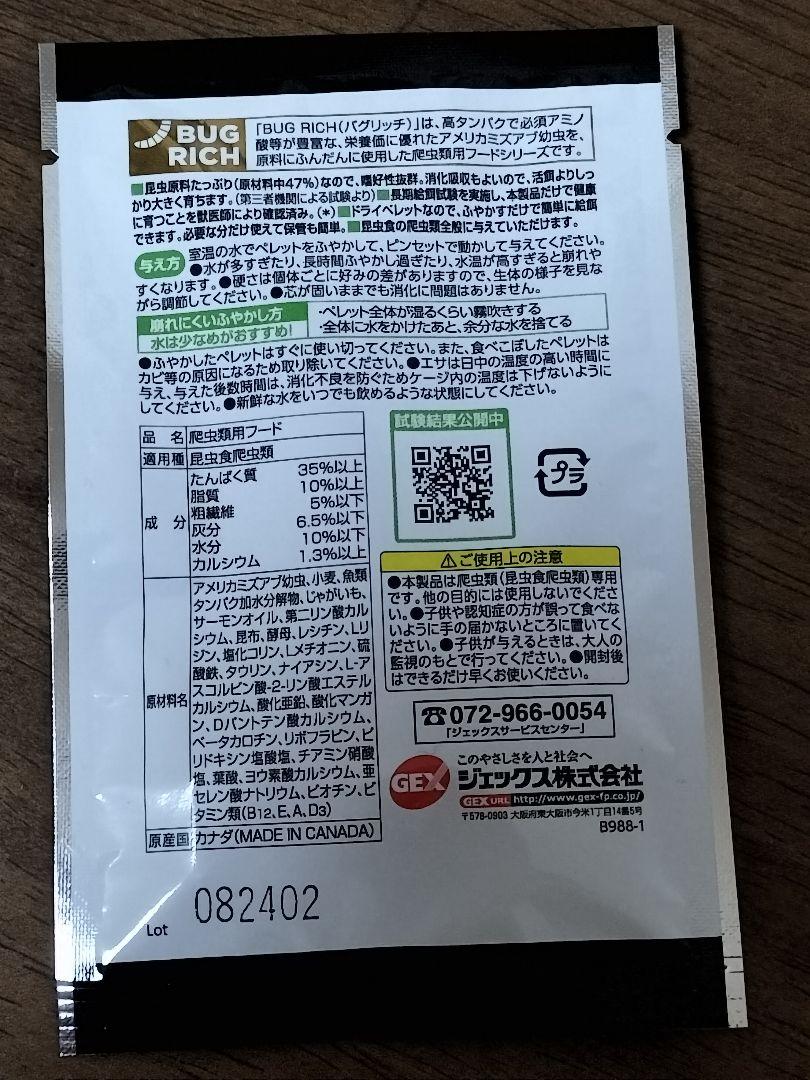 BUG RICH
「BUG RICH(バグリッチ)」は、高タンパクで必須アミノ
酸等が豊富な、栄養価に優れたアメリカミズアブ幼虫を、
原料にふんだんに使用した爬虫類用フードシリーズです。
■昆虫原料たっぷり(原材料中47%)なので、嗜好性抜群。消化吸収もよいので、活餌よりしっ
かり大きく育ちます。(第三者機関による試験より)■長期給餌試験を実施し、本製品だけで健康
に育つことを獣医師により確認済み。(*)■ドライペレットなので、ふやかすだけで簡単に給餌
できます。必要な分だけ使えて保管も簡単。■昆虫食の爬虫類全般に与えていただけます。
与え方 室温の水でペレットをふやかして、ピンセットで動かして与えてください。
●水が多すぎたり、長時間ふやかし過ぎたり、水温が高すぎると崩れや
すくなります。●硬さは個体ごとに好みの差がありますので、生体の様子を見な
がら調節してください。●芯が固いままでも消化に問題はありません。
崩れにくいふやかし方
水は少なめがおすすめ!
・ペレット全体が湿るくらい霧吹きする
・全体に水をかけたあと、余分な水を捨てる
●ふやかしたペレットはすぐに使い切ってください。また、食べこぼしたペレットは
カビ等の原因になるため取り除いてください。●エサは日中の温度の高い時間に
与え、与えた後数時間は、消化不良を防ぐためケージ内の温度は下げないように
してください。●新鮮な水をいつでも飲めるような状態にしてください。
品 名 爬虫類用フード
適用種 昆虫食爬虫類
成 分
たんぱく質 35%以上
脂質 10%以上
粗繊維 5%以下
灰分 6.5%以下
水分 10%以下
カルシウム 1.3%以上
原材料名
アメリカミズアブ幼虫、小麦、魚類
タンパク加水分解物、じゃがいも、
サーモンオイル、第二リン酸カル
シウム、昆布、酵母、レシチン、Lリ
ジン、塩化コリン、Lメチオニン、硫
酸鉄、タウリン、ナイアシン、L-ア
スコルビン酸-2-リン酸エステル
カルシウム、酸化亜鉛、酸化マンガ
ン、Dパントテン酸カルシウム、
ベータカロチン、リボフラビン、ピ
リドキシン塩酸塩、チアミン硝酸
塩、葉酸、ヨウ素酸カルシウム、亜
セレン酸ナトリウム、ビオチン、ビ
タミン類(B12、E、A、D3)
原産国 カナダ(MADE IN CANADA)
試験結果公開中
プラ
⚠ご使用上の注意
●本製品は爬虫類(昆虫食爬虫類)専用
です。他の目的には使用しないでくださ
い。●子供や認知症の方が誤って食べな
いように手の届かないところに置いてく
ださい。●子供が与えるときは、大人の
監視のもとで行ってください。●開封後
はできるだけ早くお使いください。
☎072-966-0054
「ジェックスサービスセンター」
GEX
このやさしさを人と社会へ
ジェックス株式会社
GEX URL http://www.gex-fp.co.jp/
〒578-0903 大阪府東大阪市今米1丁目14番5号
B988-1
Lot 082402